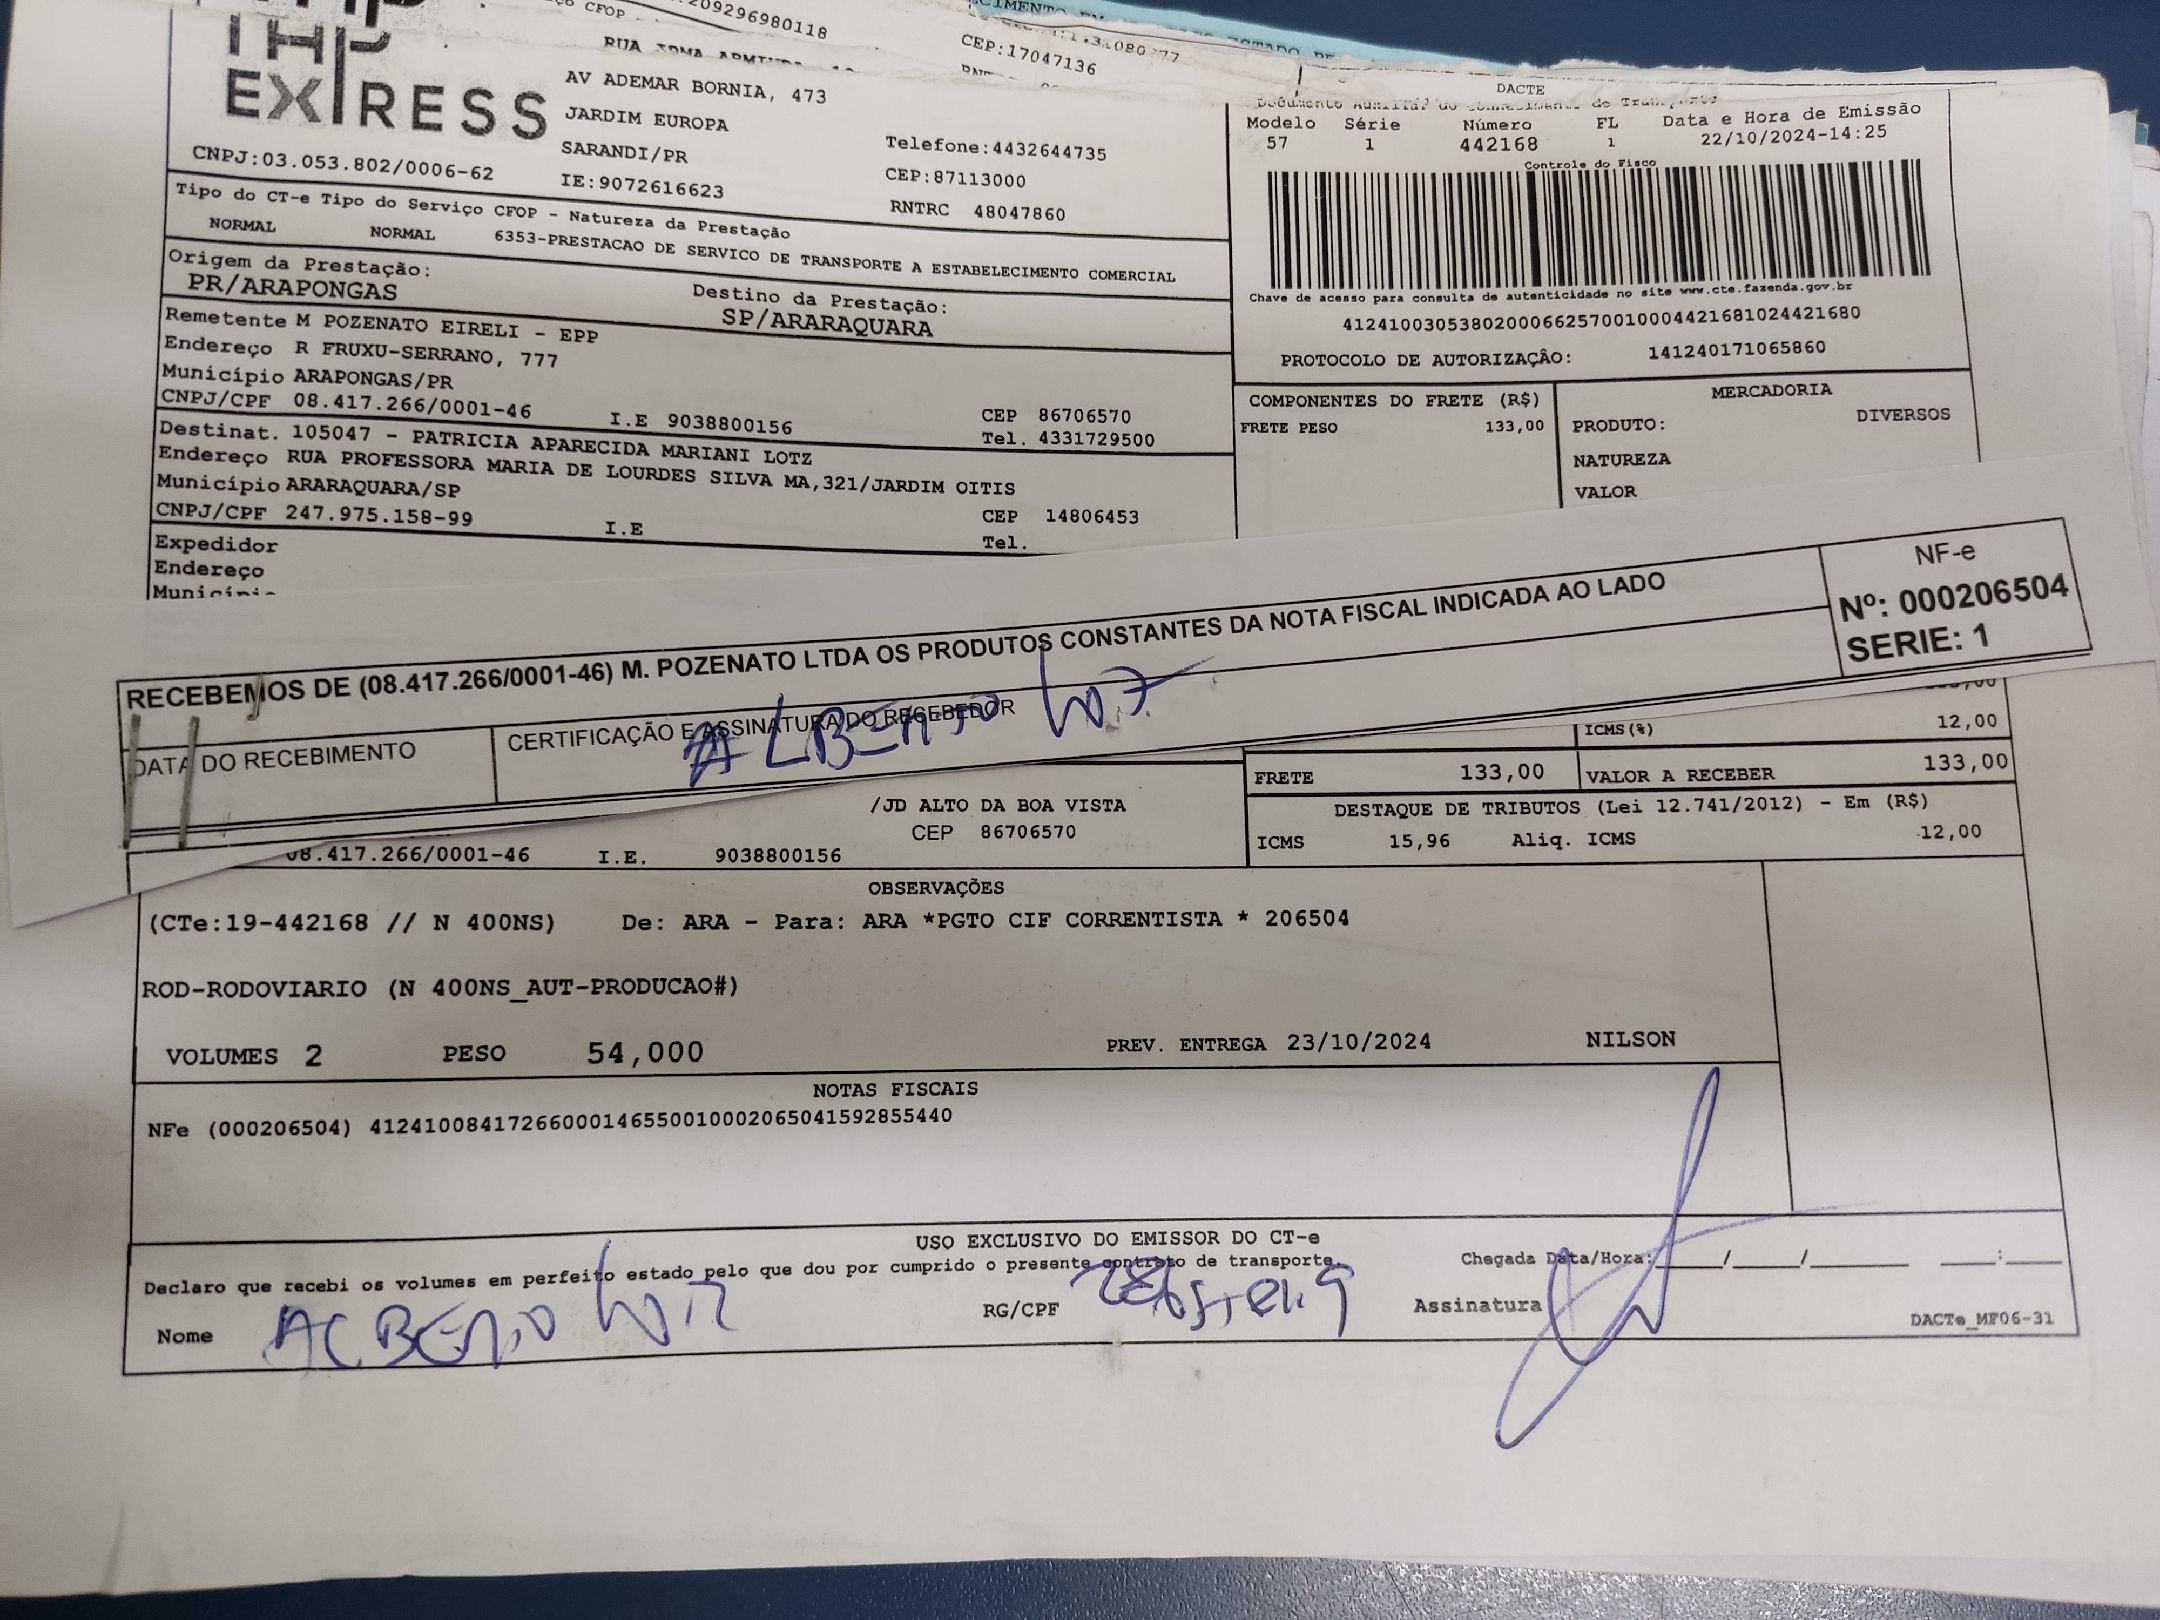 THP
EXPRESS
CNPJ:03.053.802/0006-62
209296980118
CFOP
CEP:17047136
AV ADEMAR BORNIA, 473
JARDIM EUROPA
SARANDI/PR
IE:9072616623
Telefone:4432644735
CEP:87113000
RNTRC 48047860
DACTE
Modelo Série Número FL Data e Hora de Emissão
57 1 442168 1 22/10/2024-14:25
Controle do Fisco
Chave de acesso para consulta de autenticidade no site www.cte.fazenda.gov.br
41241003053802000662570010004421681024421680
PROTOCOLO DE AUTORIZAÇÂO: 141240171065860
Tipo do CT-e Tipo do Serviço CFOP - Natureza da Prestação
NORMAL NORMAL 6353-PRESTACAO DE SERVICO DE TRANSPORTE A ESTABELECIMENTO COMERCIAL
Origem da Prestação: Destino da Prestação:
PR/ARAPONGAS SP/ARARAQUARA
Remetente M POZENATO EIRELI - EPP
Endereço R FRUXU-SERRANO, 777
Município ARAPONGAS/PR CEP 86706570
CNPJ/CPF 08.417.266/0001-46 I.E 9038800156 Tel. 4331729500
Destinat. 105047 - PATRICIA APARECIDA MARIANI LOTZ
Endereço RUA PROFESSORA MARIA DE LOURDES SILVA MA,321/JARDIM OITIS
Município ARARAQUARA/SP CEP 14806453
CNPJ/CPF 247.975.158-99 I.E Tel.
Expedidor
Endereço
Município
COMPONENTES DO FRETE (R$)
FRETE PESO 133,00
MERCADORIA
PRODUTO: DIVERSOS
NATUREZA
VALOR
RECEBEMOS DE (08.417.266/0001-46) M. POZENATO LTDA OS PRODUTOS CONSTANTES DA NOTA FISCAL INDICADA AO LADO
NF-e
Nº: 000206504
SERIE: 1
DATA DO RECEBIMENTO
CERTIFICAÇÃO E ASSINATURA DO RECEBEDOR
ICMS(%) 12,00
FRETE 133,00 VALOR A RECEBER 133,00
DESTAQUE DE TRIBUTOS (Lei 12.741/2012) - Em (R$)
ICMS 15,96 Aliq. ICMS 12,00
/JD ALTO DA BOA VISTA
CEP 86706570
08.417.266/0001-46 I.E. 9038800156
OBSERVAÇÕES
(CTe:19-442168 // N 400NS) De: ARA - Para: ARA *PGTO CIF CORRENTISTA * 206504
ROD-RODOVIARIO (N 400NS_AUT-PRODUCAO#)
VOLUMES 2 PESO 54,000 PREV. ENTREGA 23/10/2024 NILSON
NOTAS FISCAIS
NFe (000206504) 41241008417266000146550010002065041592855440
USO EXCLUSIVO DO EMISSOR DO CT-e
Declaro que recebi os volumes em perfeito estado pelo que dou por cumprido o presente contrato de transporte.
Chegada Data/Hora:____/____/____ ____:____
Nome RG/CPF Assinatura
DACTe_MF06-31